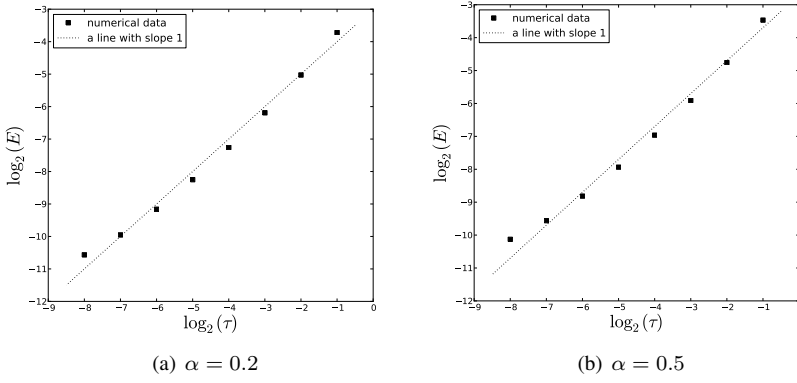 −3
−4
−5
−6
−7
−8
−9
−10
−11
−12
log₂(E)
numerical data
a line with slope 1
−9 −8 −7 −6 −5 −4 −3 −2 −1 0
log₂(τ)
(a) α = 0.2
−3
−4
−5
−6
−7
−8
−9
−10
−11
−12
log₂(E)
numerical data
a line with slope 1
−9 −8 −7 −6 −5 −4 −3 −2 −1 0
log₂(τ)
(b) α = 0.5